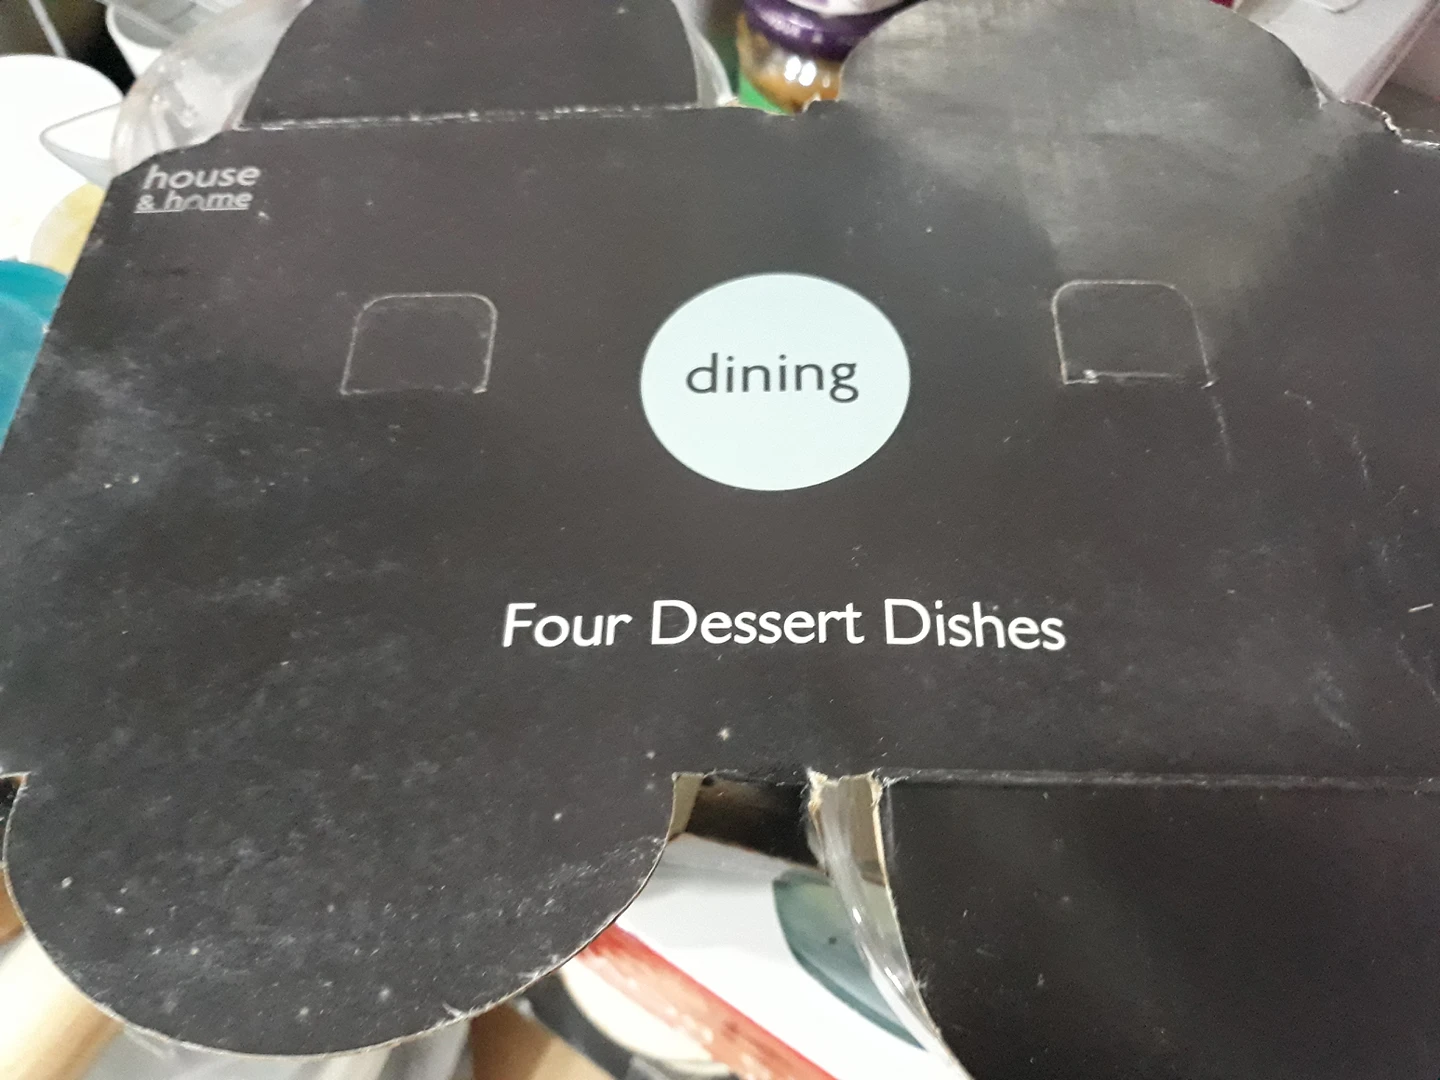 house
& home
dining
Four Dessert Dishes